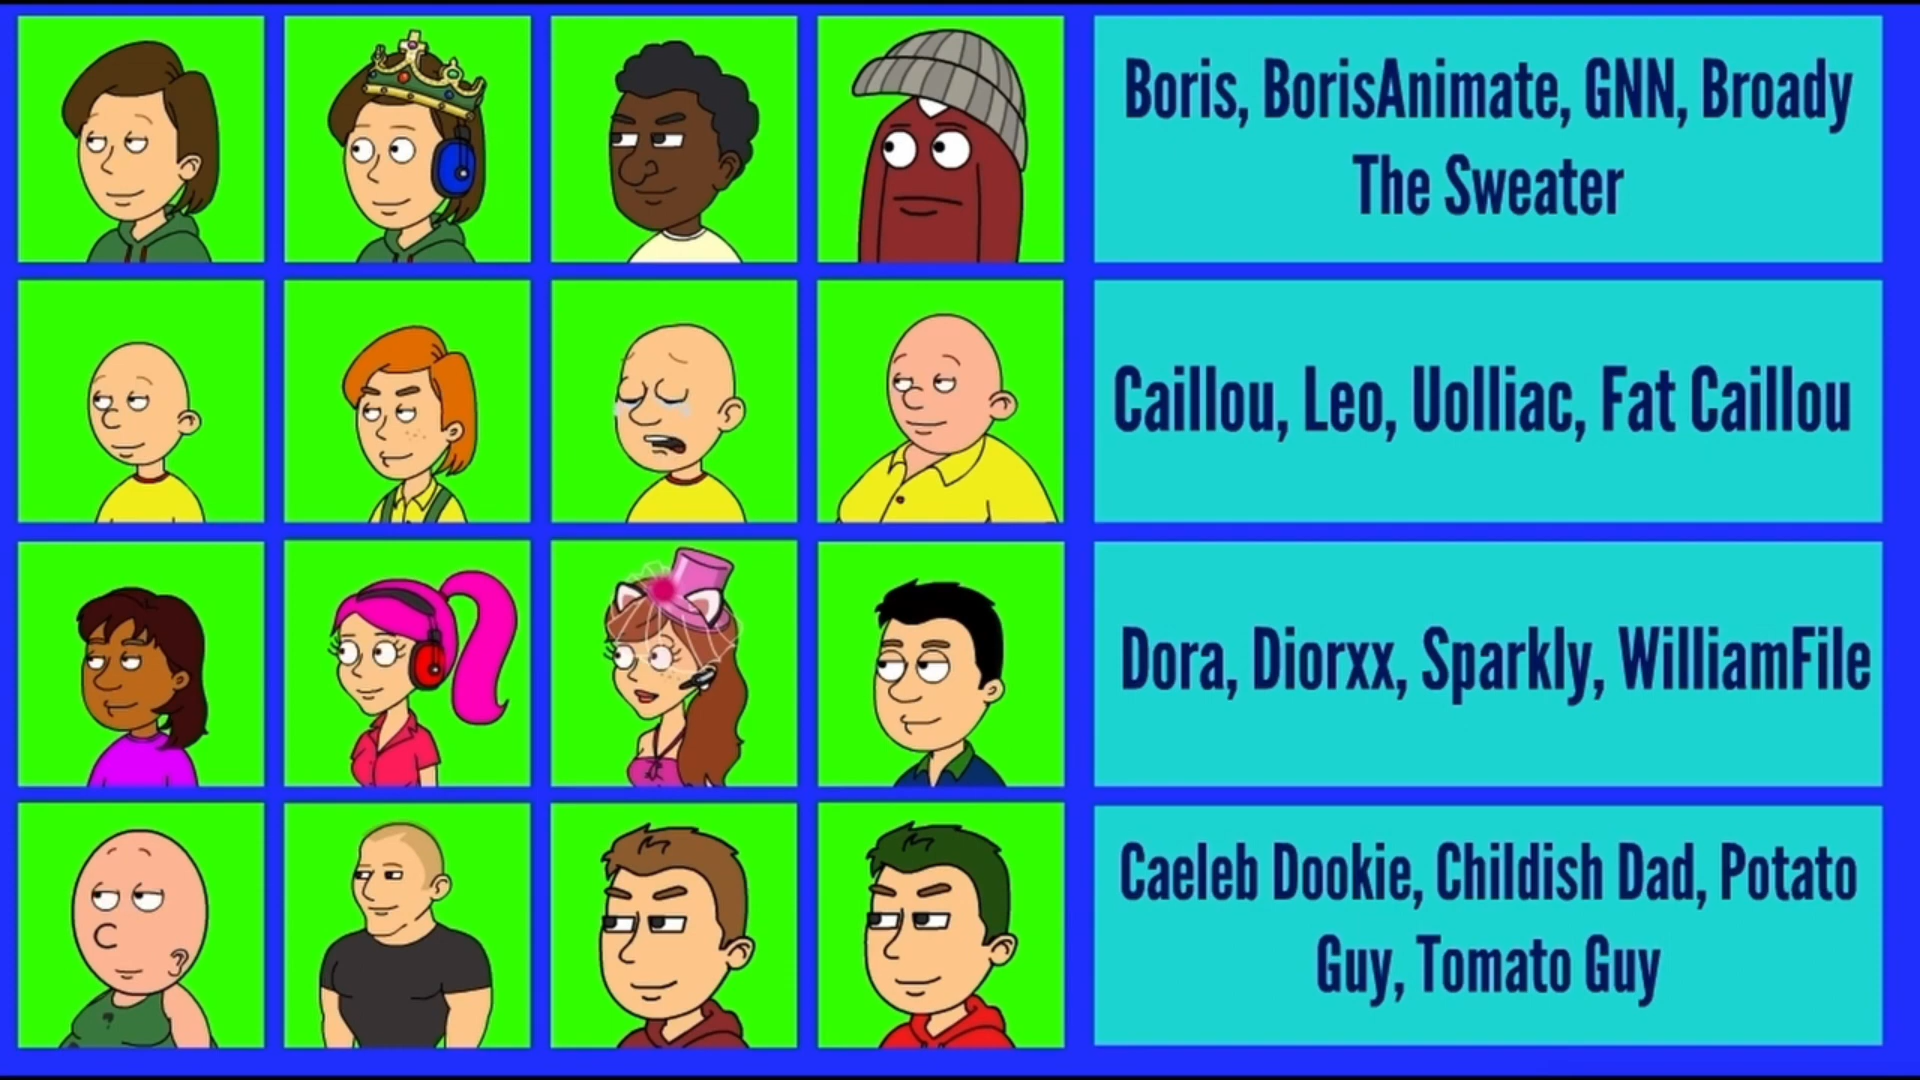 Boris, BorisAnimate, GNN, Broady
The Sweater
Caillou, Leo, Uolliac, Fat Caillou
Dora, Diorxx, Sparkly, WilliamFile
Caeleb Dookie, Childish Dad, Potato
Guy, Tomato Guy